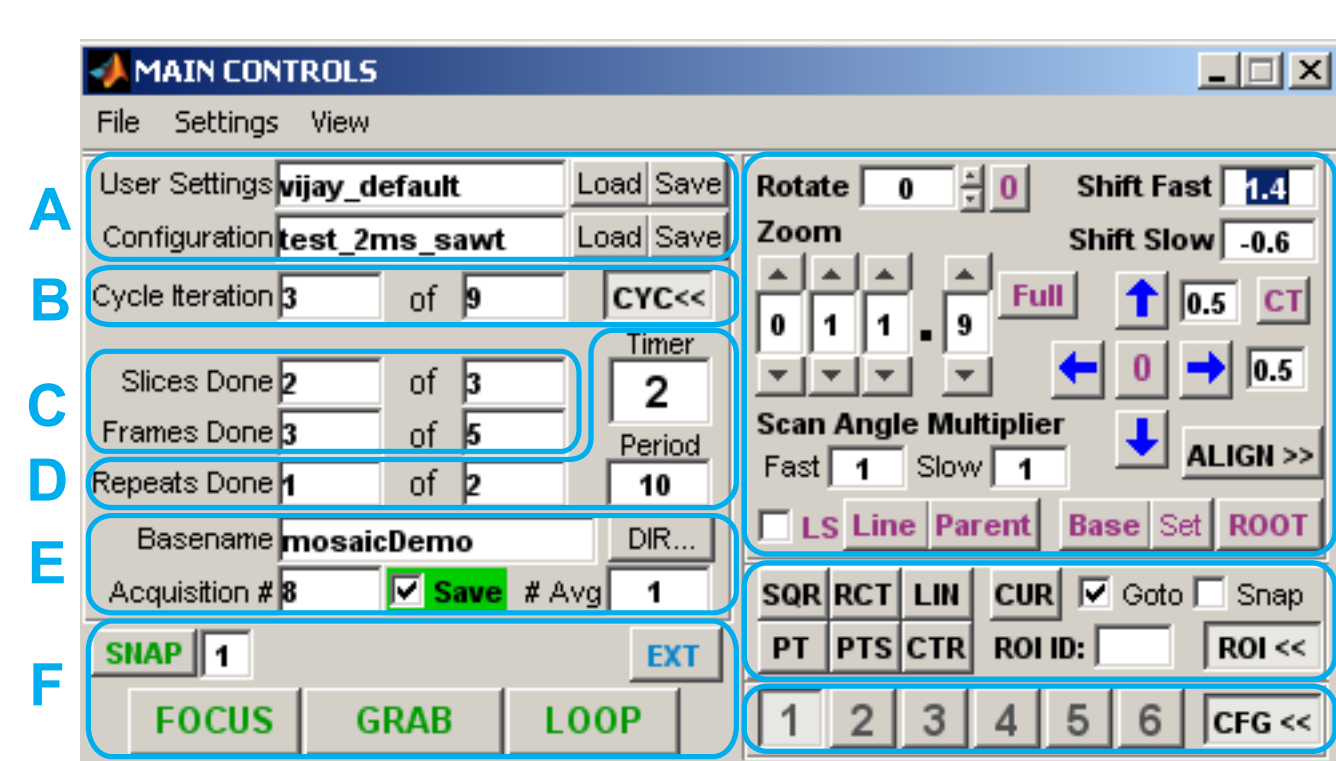 MAIN CONTROLS
File Settings View
A
User Settings vijay_default Load Save
Configuration test_2ms_sawt Load Save
B
Cycle Iteration 3 of 9 CYC<<
Timer
2
C
Slices Done 2 of 3
Frames Done 3 of 5
Period
10
D
Repeats Done 1 of 2
E
Basename mosaicDemo DIR...
Acquisition # 8 Save # Avg 1
F
SNAP 1 EXT
FOCUS GRAB LOOP
Rotate 0 0 Shift Fast 1.4
Zoom Shift Slow -0.6
0 1 1 . 9 Full 0.5 CT
0 0.5
Scan Angle Multiplier
Fast 1 Slow 1 ALIGN >>
LS Line Parent Base Set ROOT
SQR RCT LIN CUR Goto Snap
PT PTS CTR ROI ID: ROI <<
1 2 3 4 5 6 CFG <<